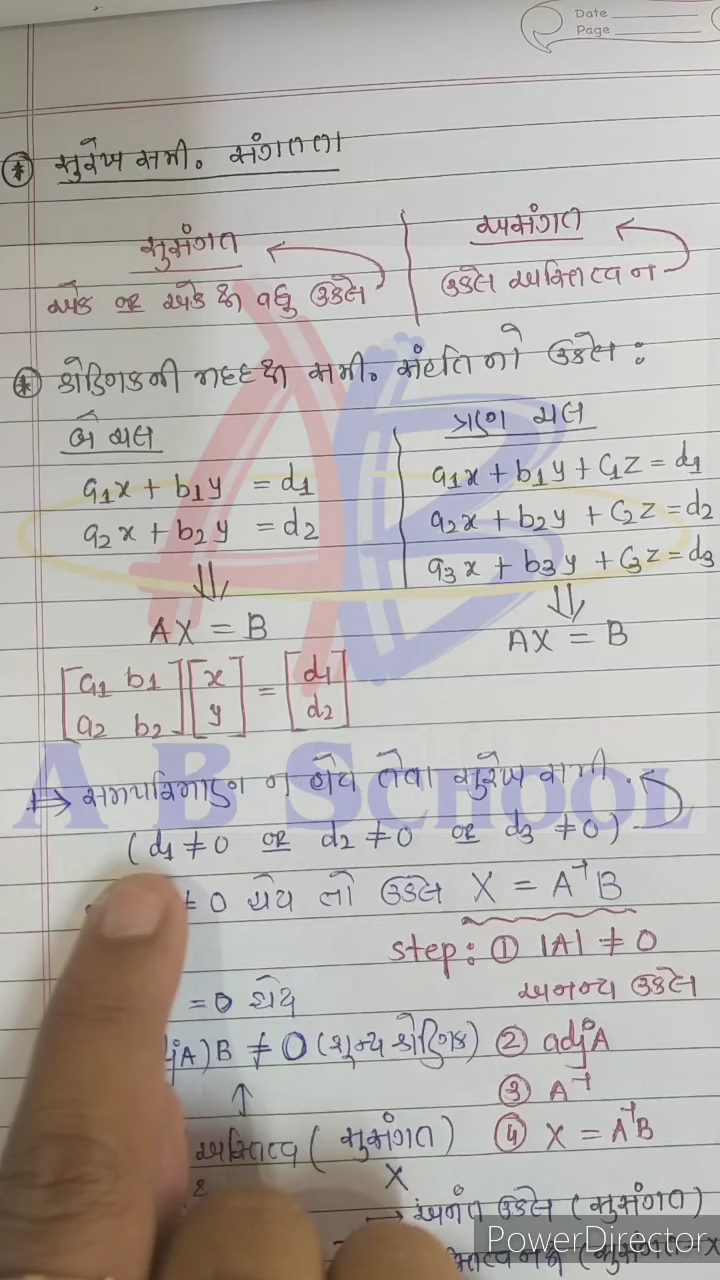 Date
Page
* સુરેખ સમી. સંગતતા
સુસંગત
એક or એક થી વધુ ઉકેલ
અસંગત
ઉકેલ અસ્તિત્વ ન
* શ્રેણિકની મદદથી સમી. સંહતિનો ઉકેલ :
બે ચલ
a₁x + b₁y = d₁
a₂x + b₂y = d₂
⇓
AX = B
[a₁ b₁ a₂ b₂] [x y] = [d₁ d₂]
ત્રણ ચલ
a₁x + b₁y + C₁z = d₁
a₂x + b₂y + C₂z = d₂
a₃x + b₃y + C₃z = d₃
⇓
AX = B
A B SCHOOL
→ સમપરિમાણ ન હોય તેવા સુરેખ સમી.
(d₁ ≠ 0 or d₂ ≠ 0 or d₃ ≠ 0)
≠ 0 હોય તો ઉકેલ X = A⁻¹B
step: ① |A| ≠ 0
અનન્ય ઉકેલ
② adjA
③ A⁻¹
④ X = A⁻¹B
= 0 હોય
jA)B ≠ O (શૂન્ય શ્રેણિક)
↑
અસ્તિત્વ (સુસંગત)
X
→ અનંત ઉકેલ (સુસંગત)
PowerDirector